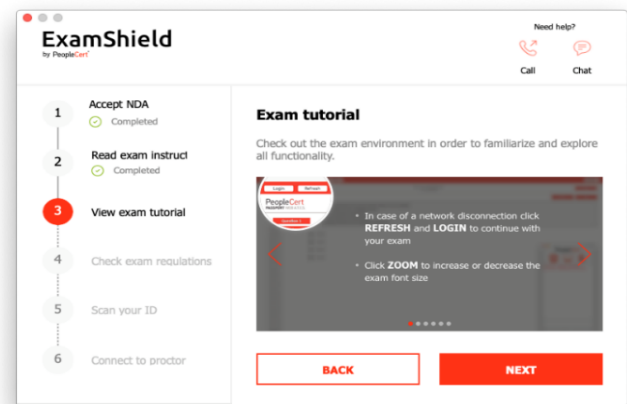 Need help?
ExamShield
by PeopleCert
Call
Chat
1
Accept NDA
Completed
2
Read exam instruct
Completed
3
View exam tutorial
4
Check exam regulations
5
Scan your ID
6
Connect to proctor
Exam tutorial
Check out the exam environment in order to familiarize and explore
all functionality.
Login
Refresh
PeopleCert
• In case of a network disconnection click
REFRESH and LOGIN to continue with
your exam
• Click ZOOM to increase or decrease the
exam font size
BACK
NEXT